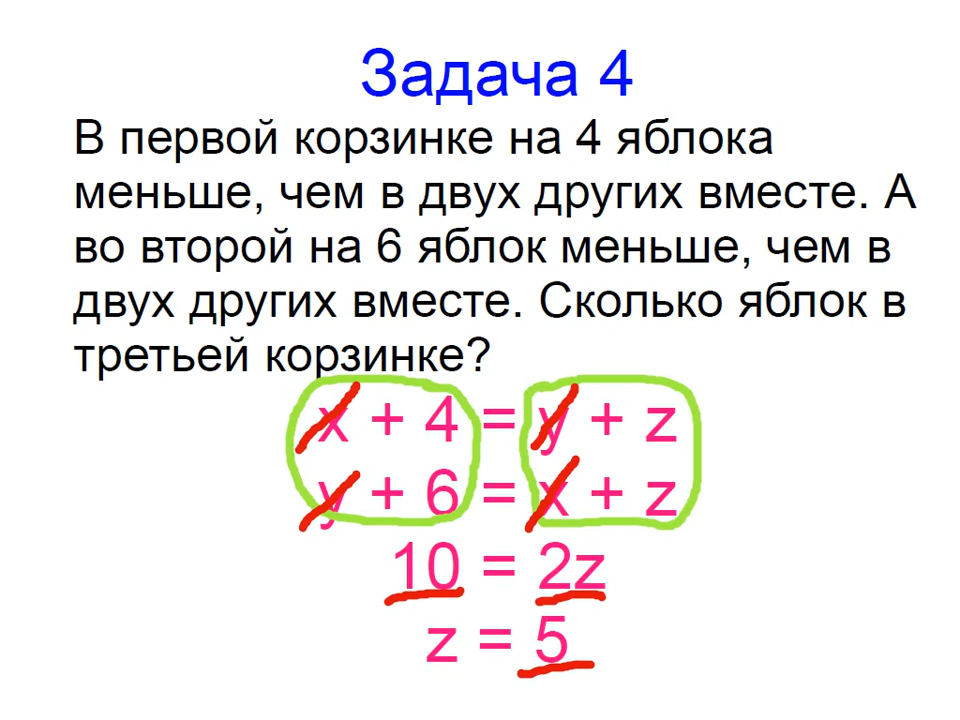 Задача 4
В первой корзинке на 4 яблока
меньше, чем в двух других вместе. А
во второй на 6 яблок меньше, чем в
двух других вместе. Сколько яблок в
третьей корзинке?
x + 4 = y + z
y + 6 = x + z
10 = 2z
z = 5